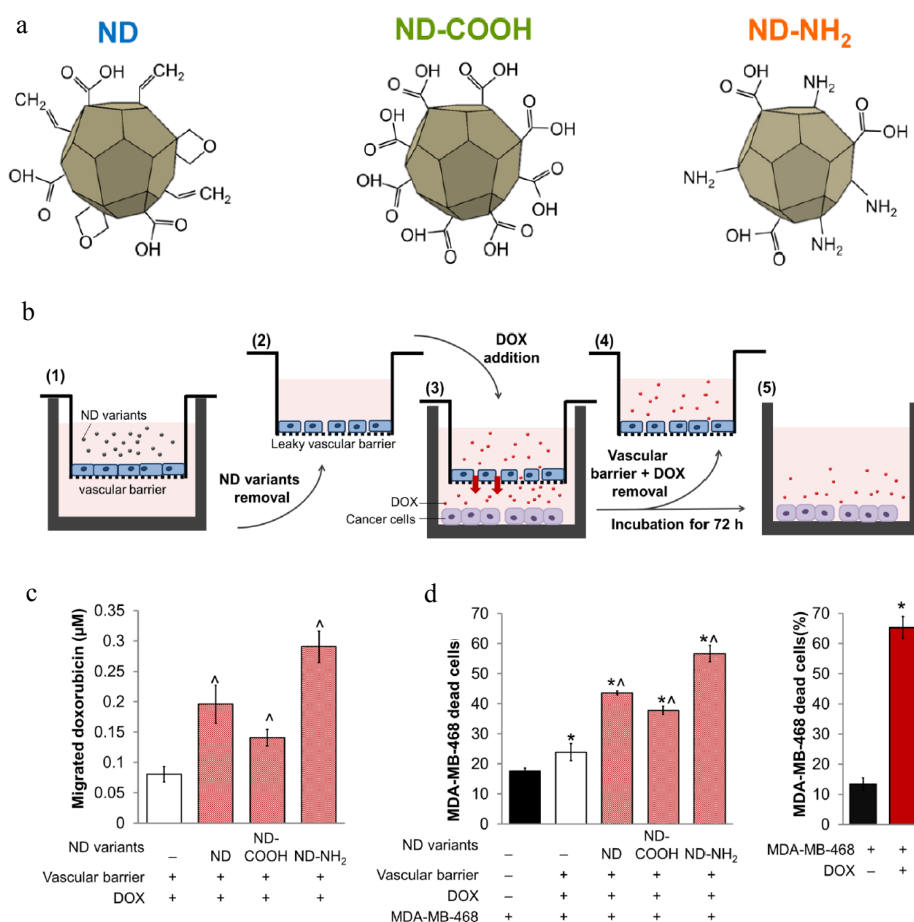 a
ND
ND-COOH
ND-NH2
O
OH
CH2
CH2
O
OH
O
CH2
O
O
OH
O
OH
O
OH
O
OH
O
OH
O
OH
O
OH
OH
O
O
OH
O
OH
NH2
O
OH
NH2
NH2
NH2
OH
O
b
(1)
ND variants
vascular barrier
ND variants
removal
(2)
Leaky vascular barrier
DOX
addition
(3)
DOX
Cancer cells
(4)
Vascular
barrier + DOX
removal
Incubation for 72 h
(5)
c
Migrated doxorubicin (µM)
0.35
0.3
0.25
0.2
0.15
0.1
0.05
0
^
^
^
ND variants
– ND ND-COOH ND-NH2
Vascular barrier + + + +
DOX + + + +
d
MDA-MB-468 dead cells
70
60
50
40
30
20
10
0
*
*^
*^
*^
ND variants
– – ND ND-COOH ND-NH2
Vascular barrier – + + + +
DOX – + + + +
MDA-MB-468 + + + + +
MDA-MB-468 dead cells(%)
70
60
50
40
30
20
10
0
*
MDA-MB-468 + +
DOX – +